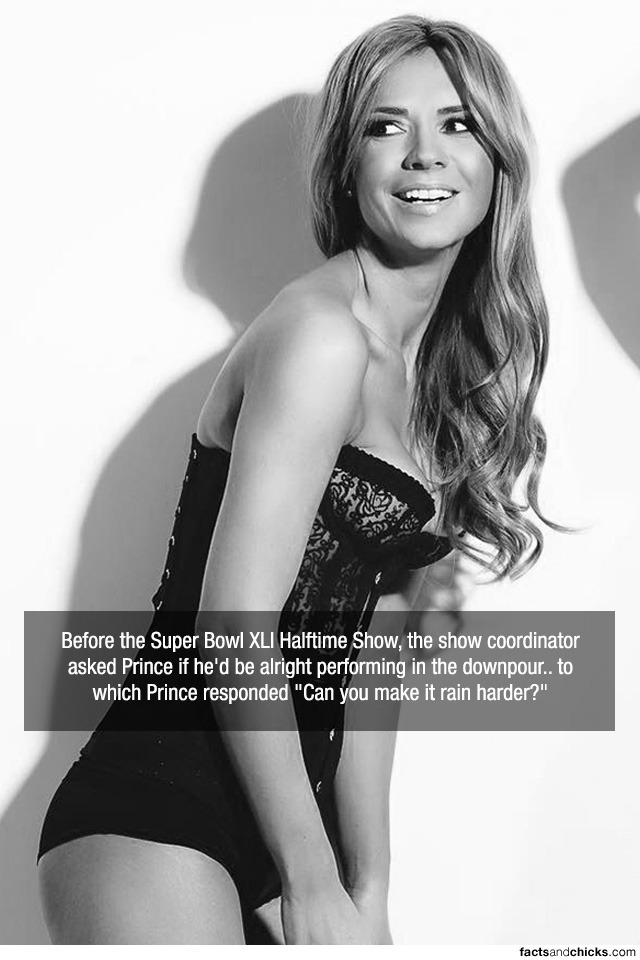 Before the Super Bowl XLI Halftime Show, the show coordinator
asked Prince if he'd be alright performing in the downpour.. to
which Prince responded "Can you make it rain harder?"
factsandchicks.com